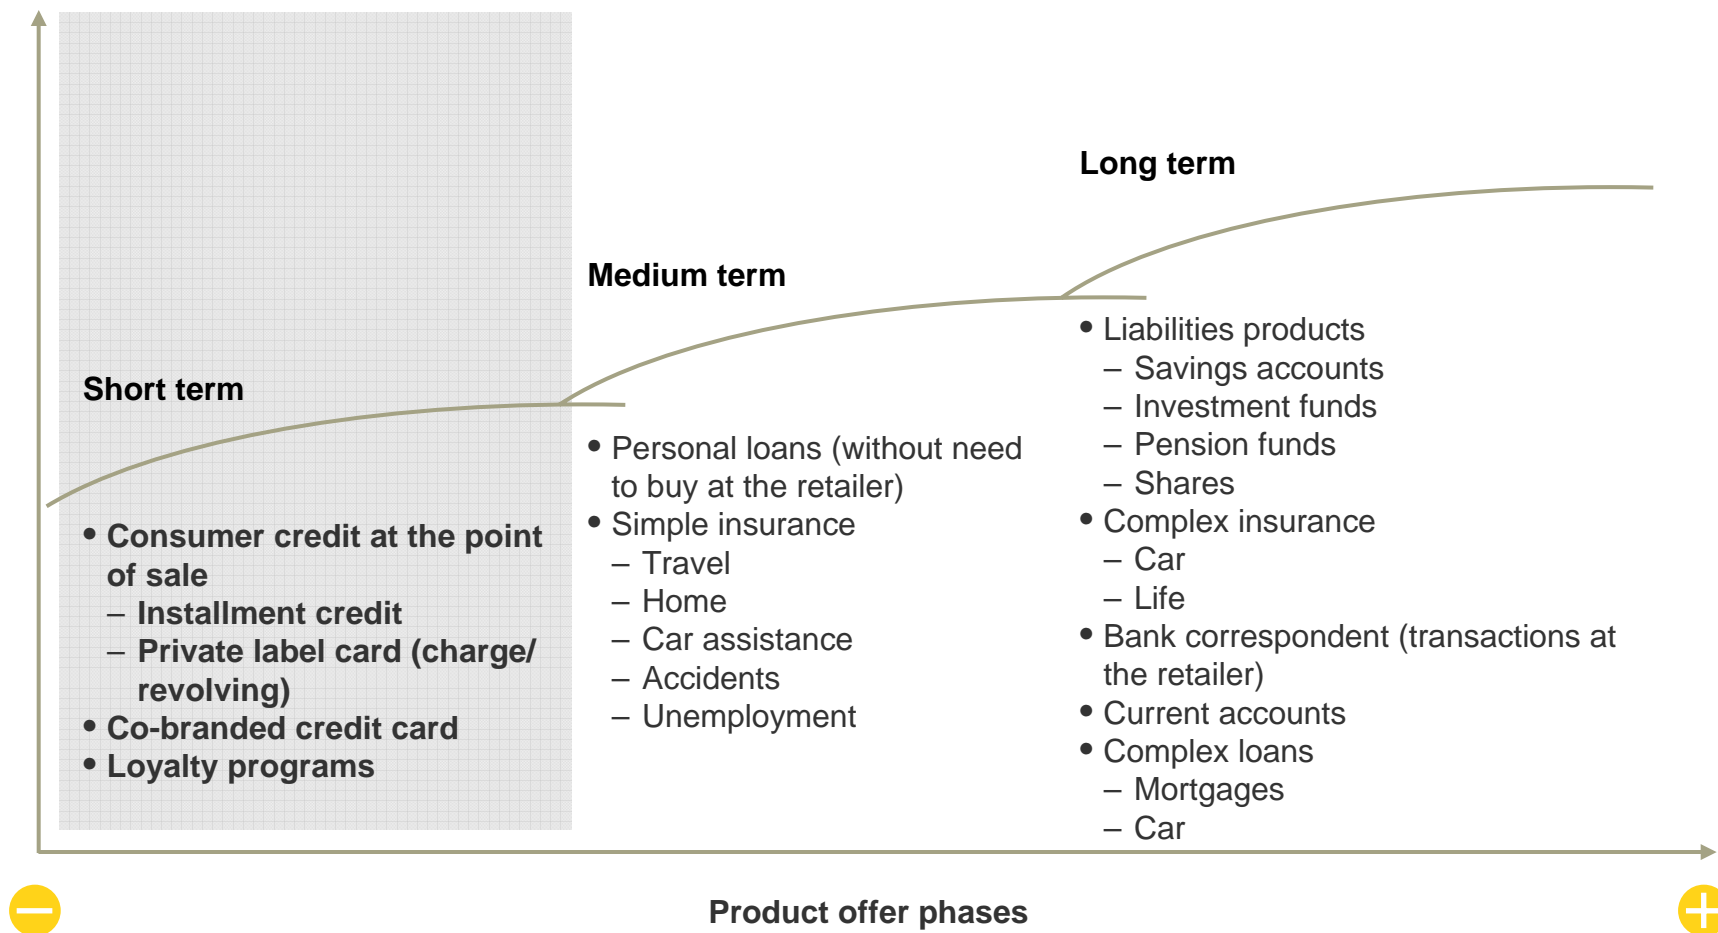 Short term
• Consumer credit at the point
of sale
– Installment credit
– Private label card (charge/
revolving)
• Co-branded credit card
• Loyalty programs
Medium term
• Personal loans (without need
to buy at the retailer)
• Simple insurance
– Travel
– Home
– Car assistance
– Accidents
– Unemployment
Long term
• Liabilities products
– Savings accounts
– Investment funds
– Pension funds
– Shares
• Complex insurance
– Car
– Life
• Bank correspondent (transactions at
the retailer)
• Current accounts
• Complex loans
– Mortgages
– Car
Product offer phases